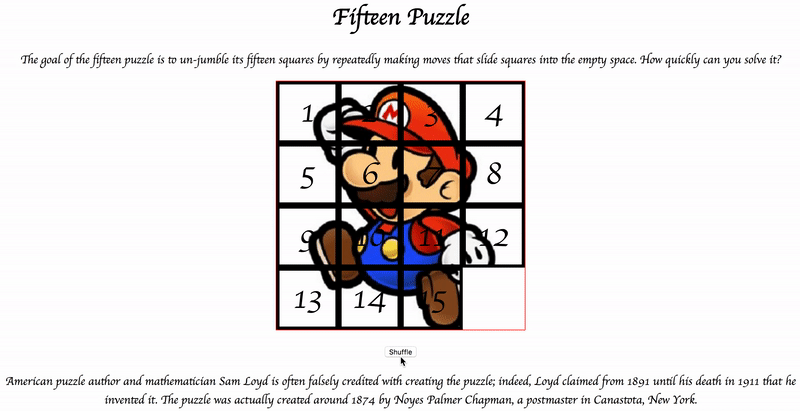 Fifteen Puzzle
The goal of the fifteen puzzle is to un-jumble its fifteen squares by repeatedly making moves that slide squares into the empty space. How quickly can you solve it?
1 2 3 4
5 6 7 8
9 10 11 12
13 14 15
Shuffle
American puzzle author and mathematician Sam Loyd is often falsely credited with creating the puzzle; indeed, Loyd claimed from 1891 until his death in 1911 that he
invented it. The puzzle was actually created around 1874 by Noyes Palmer Chapman, a postmaster in Canastota, New York.